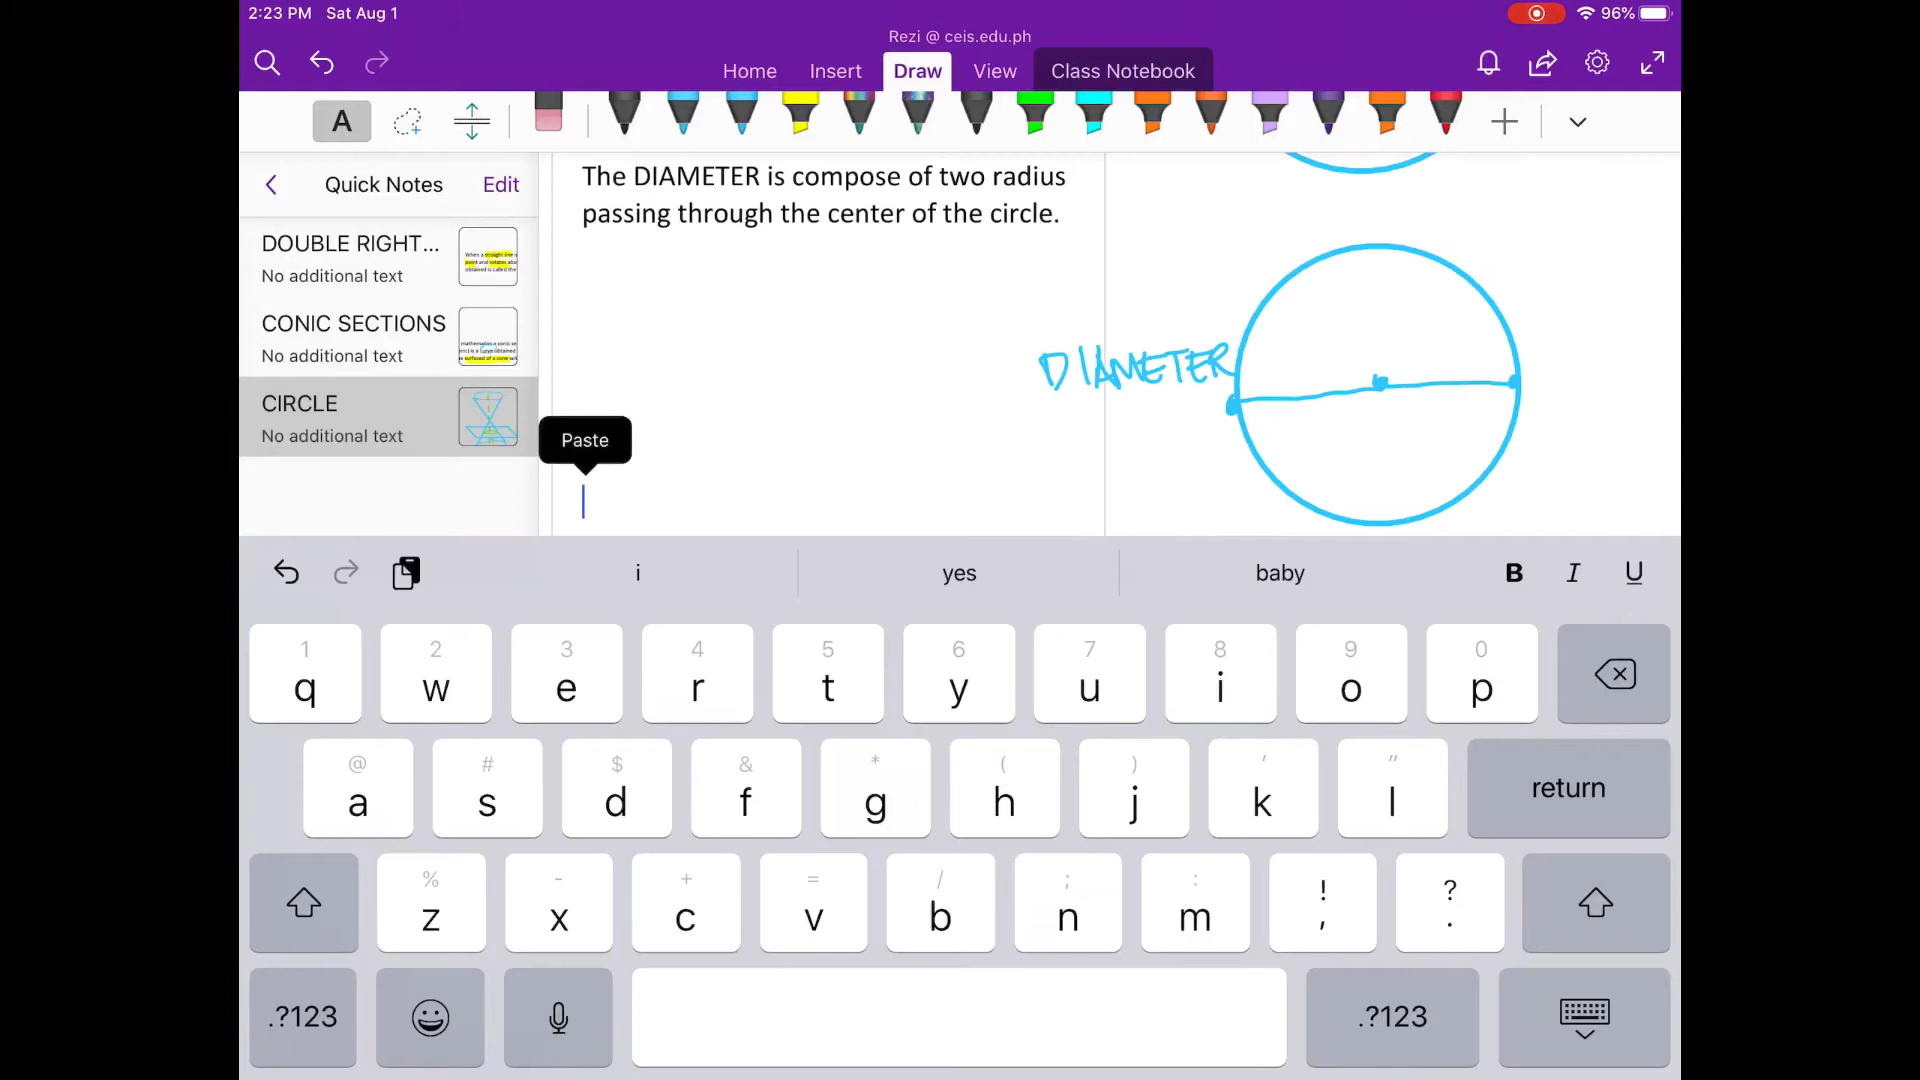 2:23 PM Sat Aug 1
96%
Rezi @ ceis.edu.ph
Home Insert Draw View Class Notebook
A
Quick Notes Edit
DOUBLE RIGHT...
No additional text
CONIC SECTIONS
No additional text
CIRCLE
No additional text
The DIAMETER is compose of two radius
passing through the center of the circle.
DIAMETER
Paste
i yes baby B I U
1 2 3 4 5 6 7 8 9 0
q w e r t y u i o p
@ # $ & * ( ) ' "
a s d f g h j k l return
% - + = / ; : ! ?
z x c v b n m , .
.?123 .?123